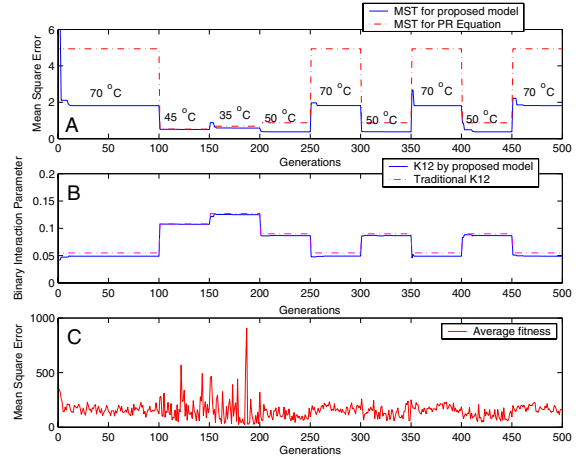 MST for proposed model
MST for PR Equation
Mean Square Error
6
4
2
0
70 °C
45 °C
35 °C
50 °C
70 °C
50 °C
70 °C
50 °C
70 °C
A
0 50 100 150 200 250 300 350 400 450 500
Generations
K12 by proposed model
Traditional K12
Binary Interaction Parameter
0.2
0.15
0.1
0.05
0
B
0 50 100 150 200 250 300 350 400 450 500
Generations
Average fitness
Mean Square Error
1000
500
0
C
0 50 100 150 200 250 300 350 400 450 500
Generations